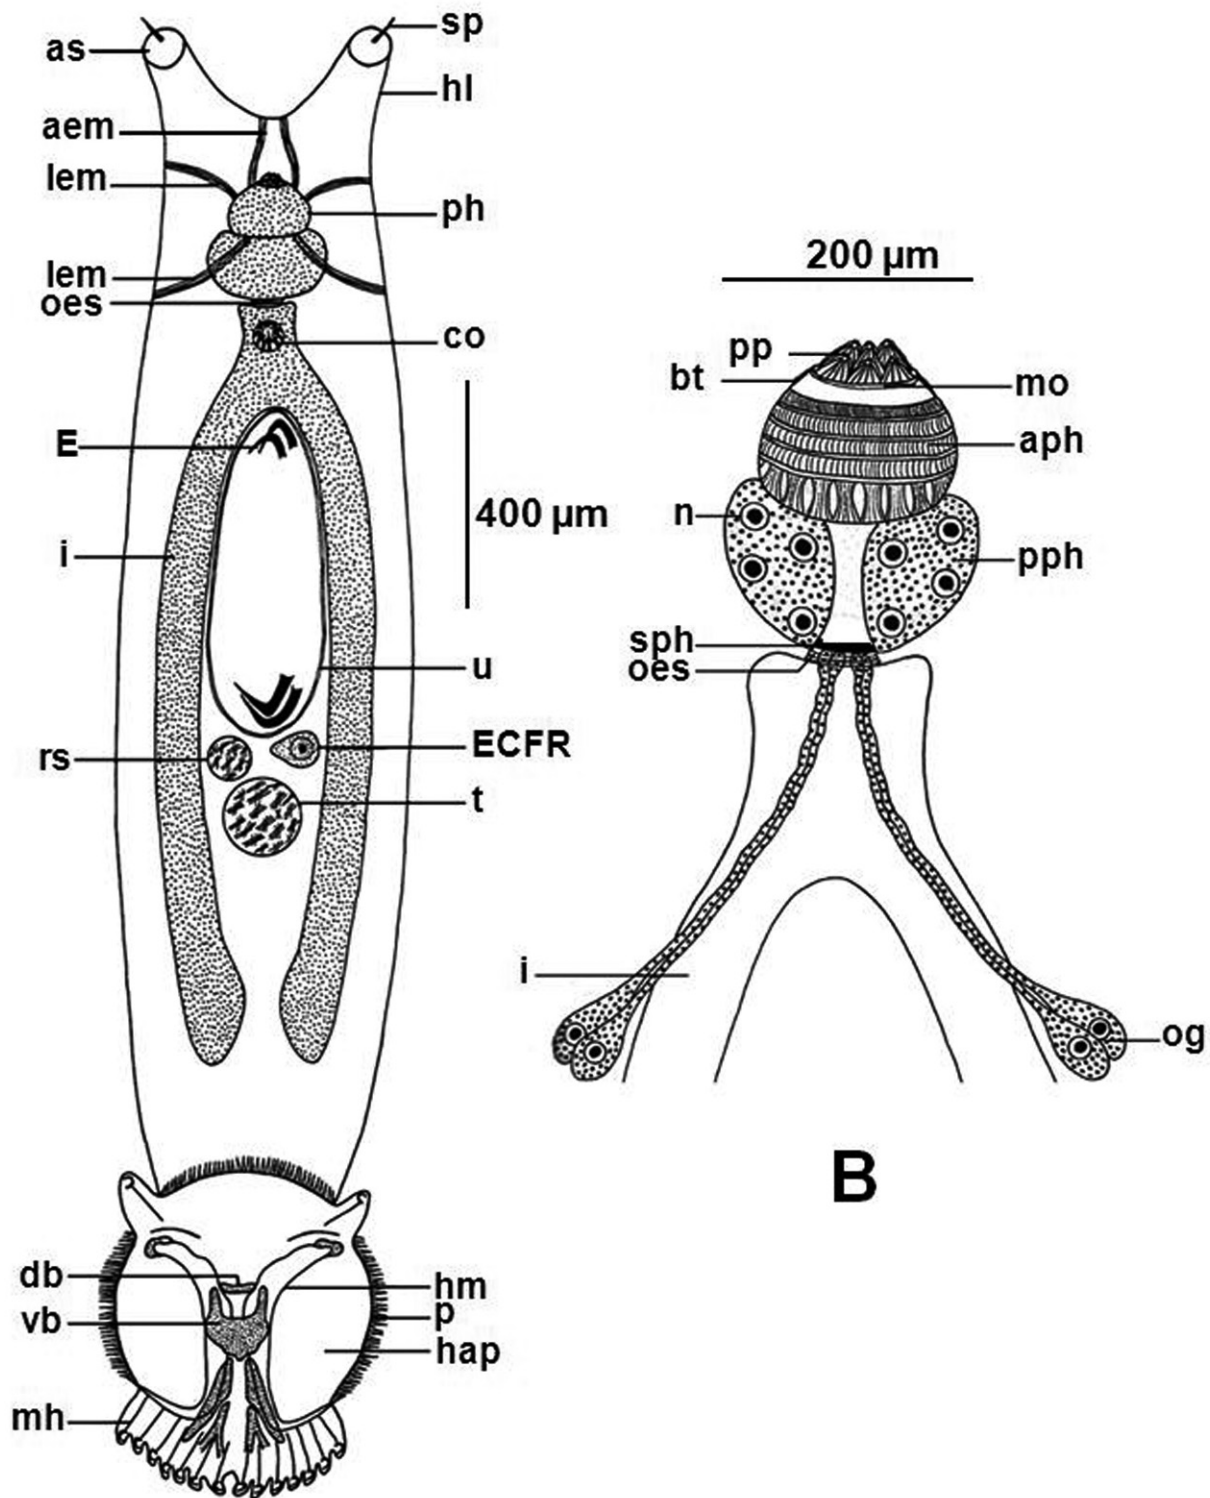 as
sp
hl
aem
lem
ph
lem
oes
co
E
400 µm
i
u
rs
ECFR
t
db
vb
hm
p
hap
mh
200 µm
pp
bt
mo
aph
n
pph
sph
oes
i
og
B